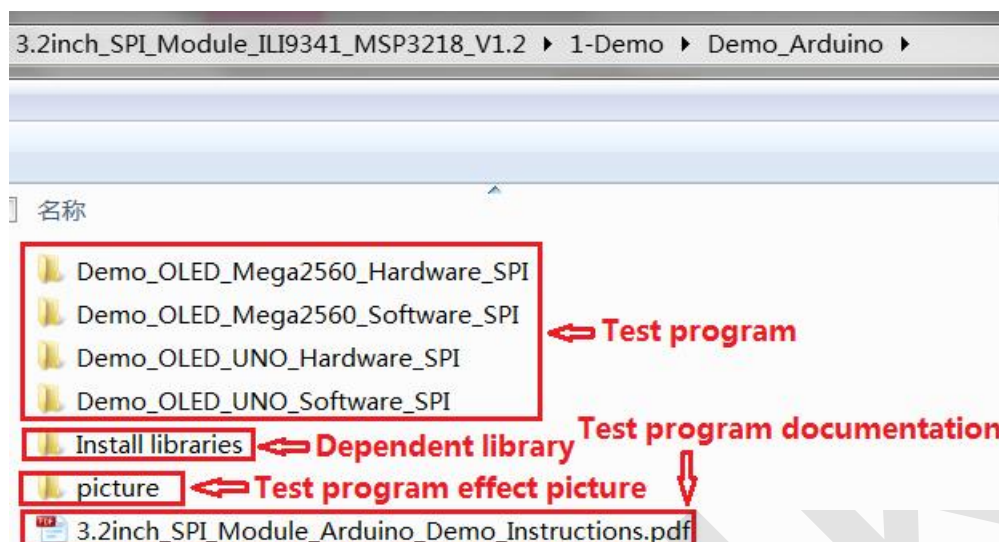 3.2inch_SPI_Module_ILI9341_MSP3218_V1.2 ▸ 1-Demo ▸ Demo_Arduino ▸
名称
Demo_OLED_Mega2560_Hardware_SPI
Demo_OLED_Mega2560_Software_SPI
Test program
Demo_OLED_UNO_Hardware_SPI
Demo_OLED_UNO_Software_SPI
Test program documentation
Install libraries Dependent library
picture Test program effect picture
3.2inch_SPI_Module_Arduino_Demo_Instructions.pdf